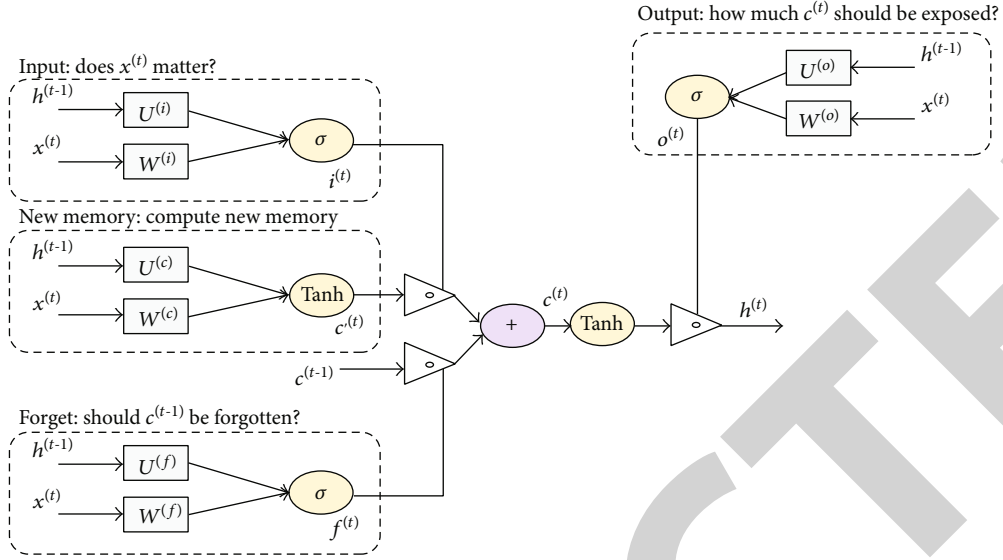 Output: how much c^(t) should be exposed?
h^(t-1)
U^(o)
σ
x^(t)
W^(o)
o^(t)
Input: does x^(t) matter?
h^(t-1)
U^(i)
σ
x^(t)
W^(i)
i^(t)
New memory: compute new memory
h^(t-1)
U^(c)
Tanh
x^(t)
W^(c)
c'^(t)
c^(t-1)
+
c^(t)
Tanh
h^(t)
Forget: should c^(t-1) be forgotten?
h^(t-1)
U^(f)
σ
x^(t)
W^(f)
f^(t)